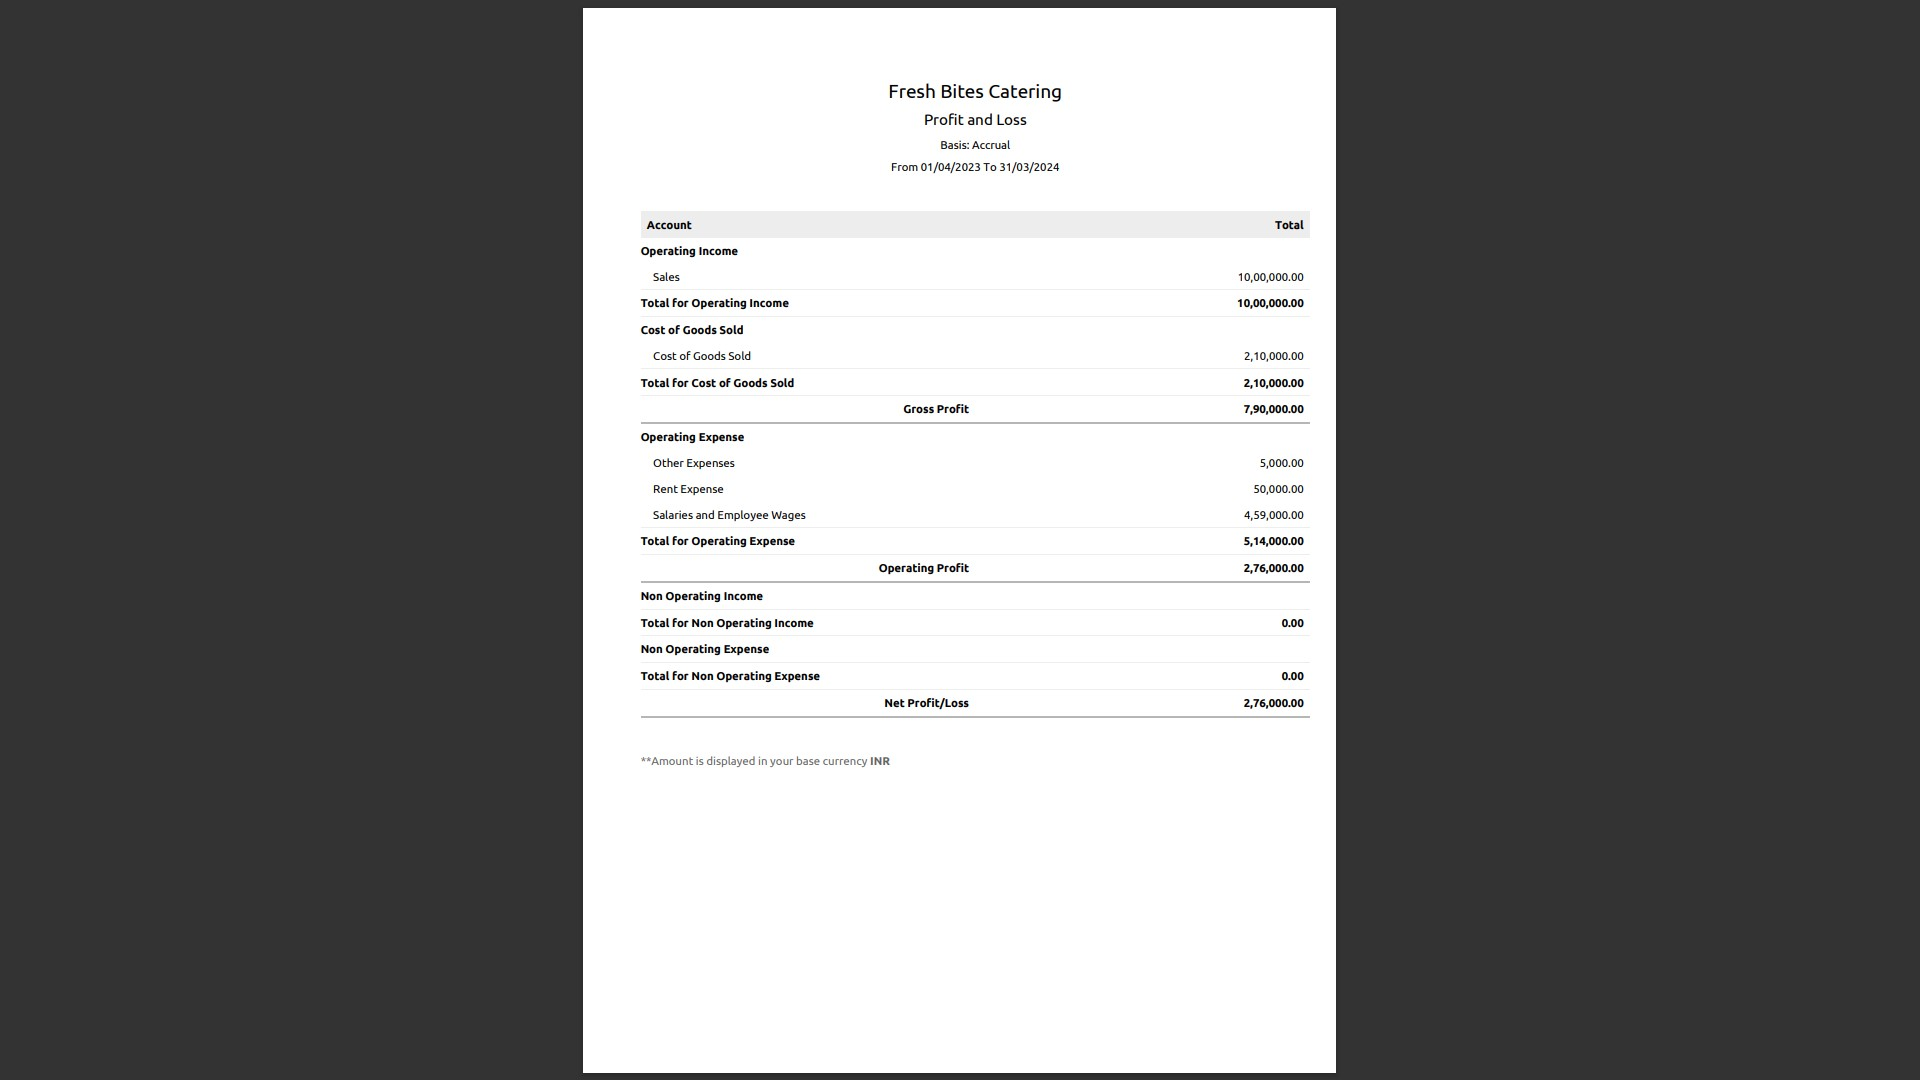 Fresh Bites Catering
Profit and Loss
Basis: Accrual
From 01/04/2023 To 31/03/2024
Account Total
Operating Income
Sales 10,00,000.00
Total for Operating Income 10,00,000.00
Cost of Goods Sold
Cost of Goods Sold 2,10,000.00
Total for Cost of Goods Sold 2,10,000.00
Gross Profit 7,90,000.00
Operating Expense
Other Expenses 5,000.00
Rent Expense 50,000.00
Salaries and Employee Wages 4,59,000.00
Total for Operating Expense 5,14,000.00
Operating Profit 2,76,000.00
Non Operating Income
Total for Non Operating Income 0.00
Non Operating Expense
Total for Non Operating Expense 0.00
Net Profit/Loss 2,76,000.00
**Amount is displayed in your base currency INR